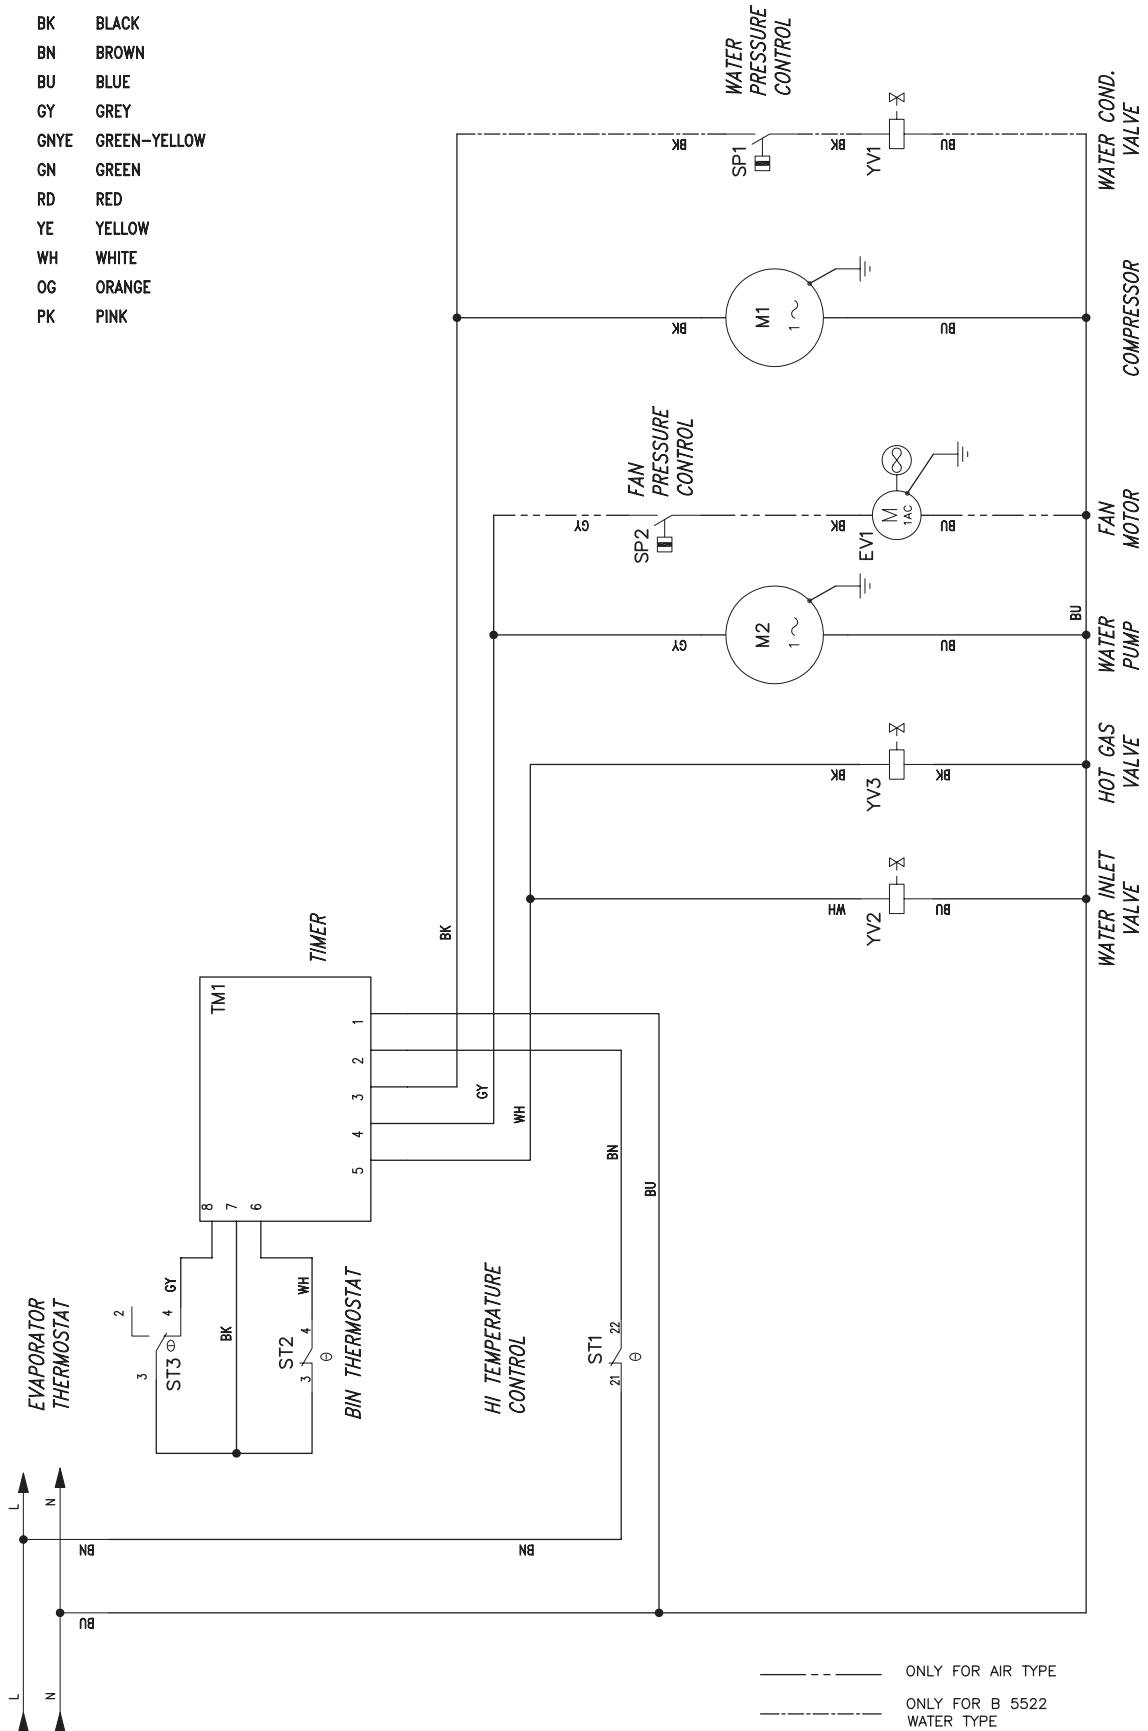 BK BLACK
BN BROWN
BU BLUE
GY GREY
GNYE GREEN-YELLOW
GN GREEN
RD RED
YE YELLOW
WH WHITE
OG ORANGE
PK PINK
WATER
PRESSURE
CONTROL
BK
SP1
BK
YV1
BU
WATER COND.
VALVE
BK
M1
1
BU
COMPRESSOR
FAN
PRESSURE
CONTROL
GY
SP2
BK
EV1
M
1AC
BU
FAN
MOTOR
GY
M2
1
BU
BU
WATER
PUMP
BK
YV3
BK
HOT GAS
VALVE
WH
YV2
BU
WATER INLET
VALVE
TIMER
TM1
BK
1
2
3
4
5
GY
WH
BN
BU
8
7
6
EVAPORATOR
THERMOSTAT
2
4
3
GY
ST3
BK
WH
ST2
4
3
BIN THERMOSTAT
HI TEMPERATURE
CONTROL
ST1
22
21
L
N
BN
BN
BU
L
N
ONLY FOR AIR TYPE
ONLY FOR B 5522
WATER TYPE